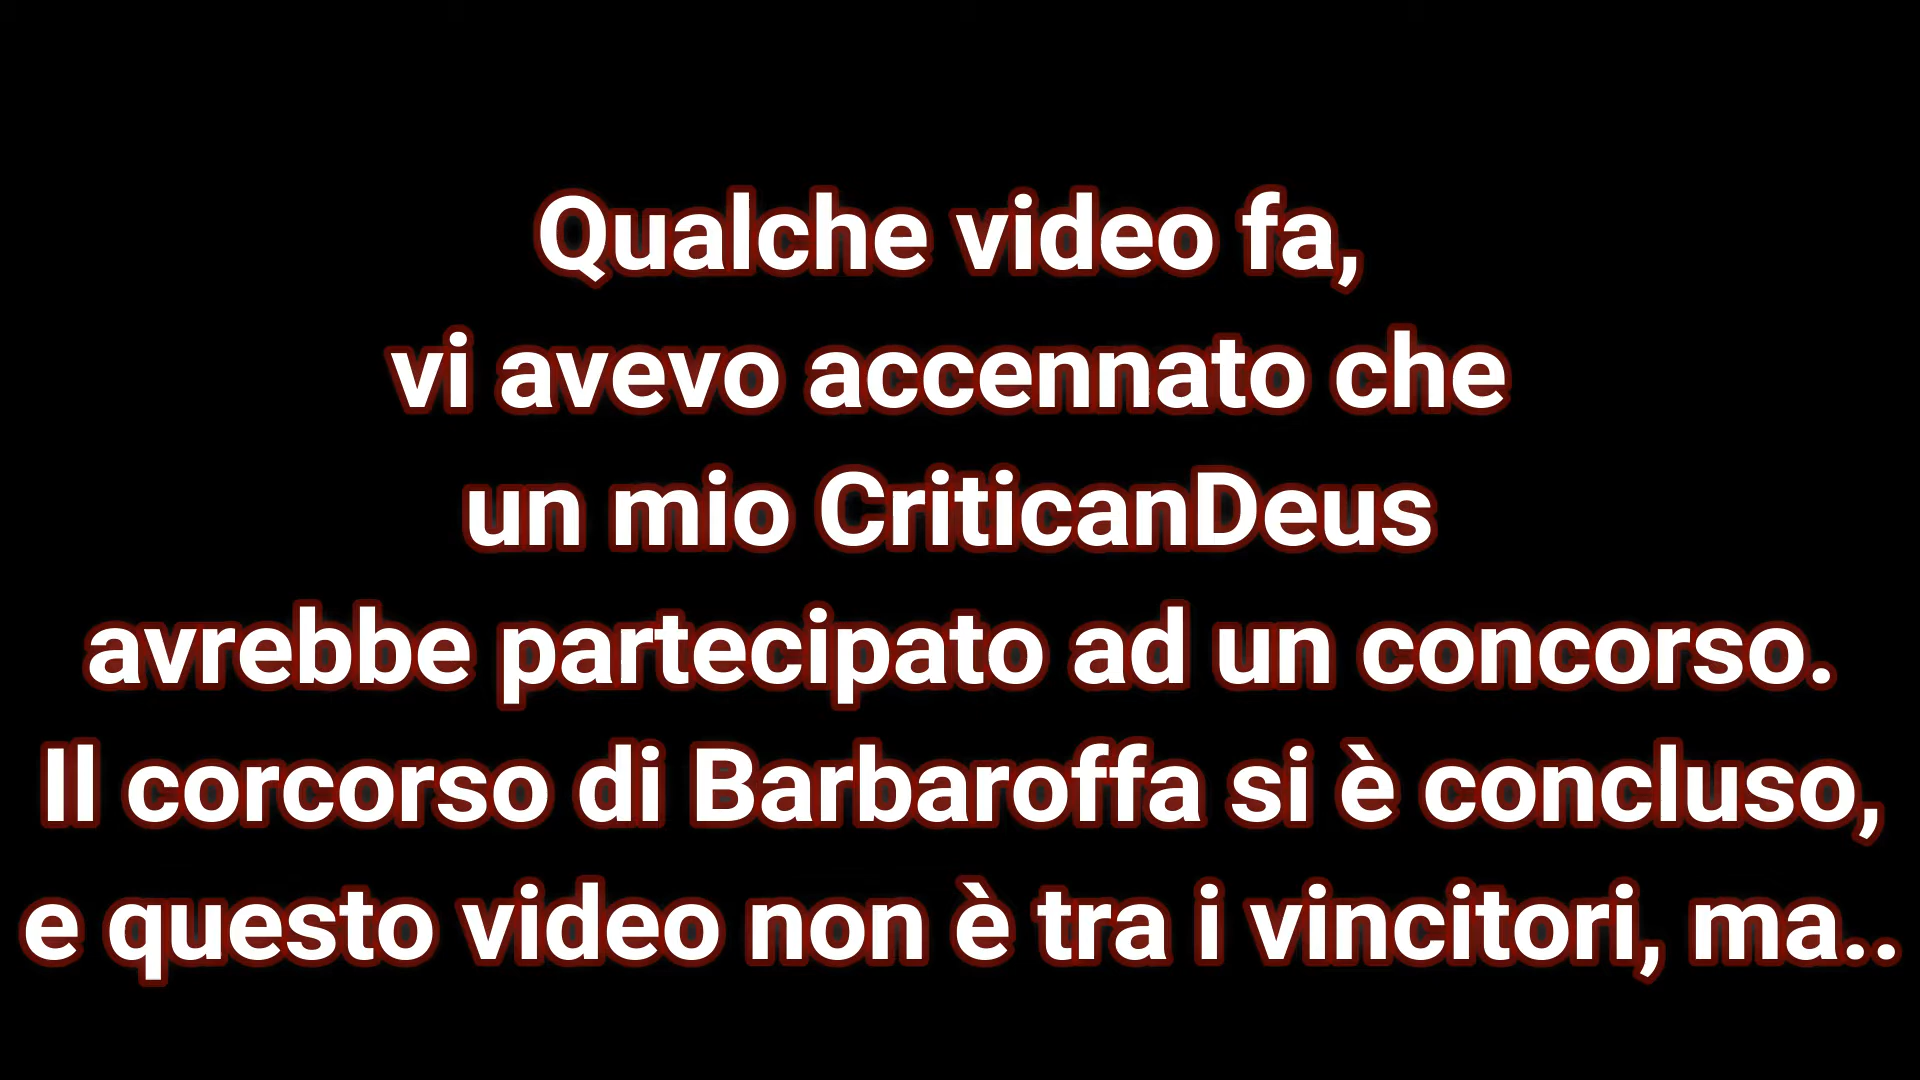 Qualche video fa,
vi avevo accennato che
un mio CriticanDeus
avrebbe partecipato ad un concorso.
Il corcorso di Barbaroffa si è concluso,
e questo video non è tra i vincitori, ma..